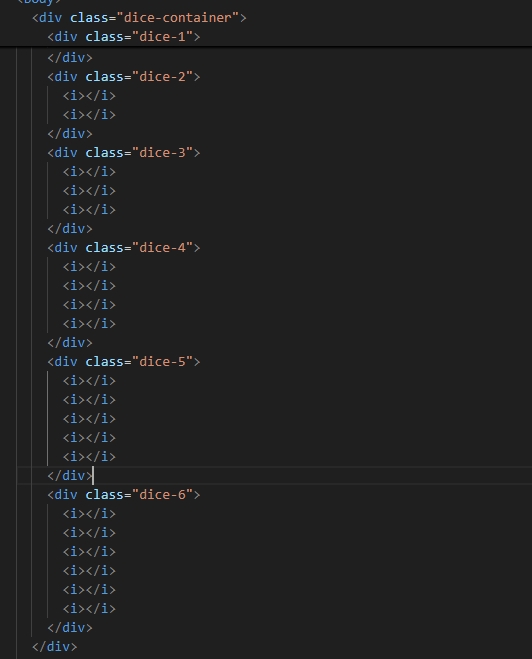 <body>
<div class="dice-container">
<div class="dice-1">
</div>
<div class="dice-2">
<i></i>
<i></i>
</div>
<div class="dice-3">
<i></i>
<i></i>
<i></i>
</div>
<div class="dice-4">
<i></i>
<i></i>
<i></i>
<i></i>
</div>
<div class="dice-5">
<i></i>
<i></i>
<i></i>
<i></i>
<i></i>
</div>
<div class="dice-6">
<i></i>
<i></i>
<i></i>
<i></i>
<i></i>
<i></i>
</div>
</div>